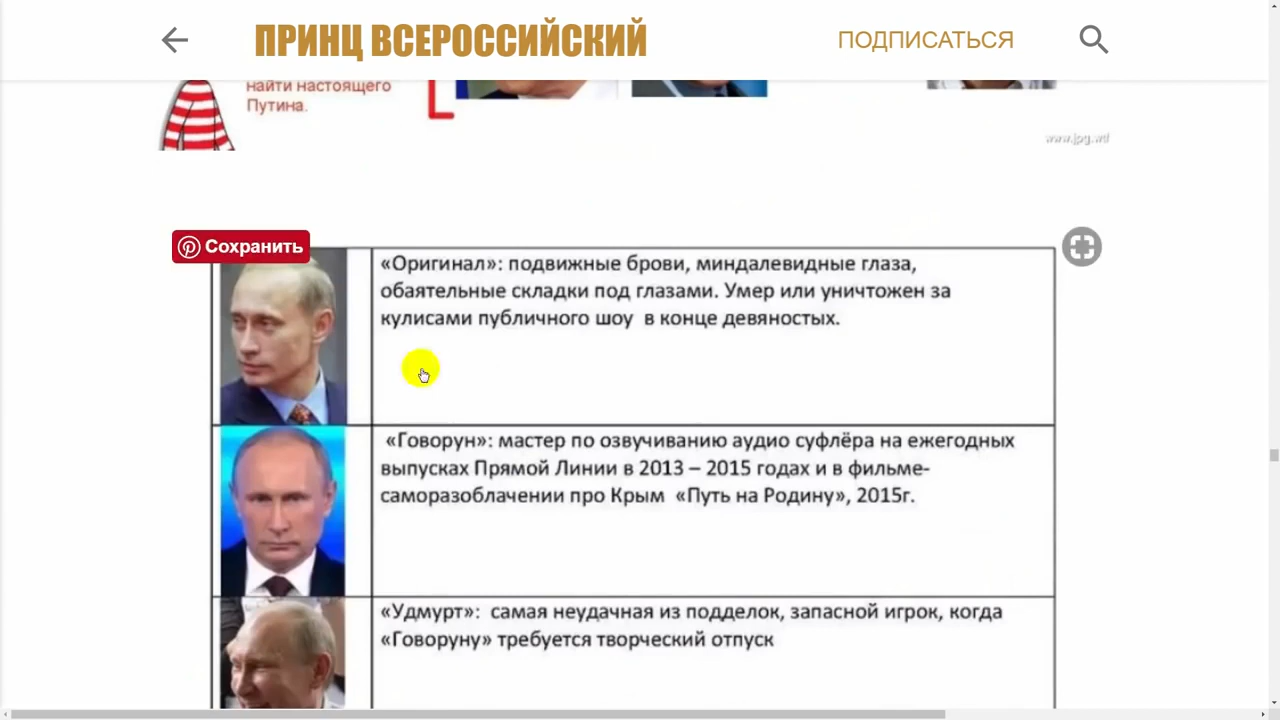 ПРИНЦ ВСЕРОССИЙСКИЙ
ПОДПИСАТЬСЯ
найти настоящего
Путина.
www.jpg.wtf
Сохранить
«Оригинал»: подвижные брови, миндалевидные глаза,
обаятельные складки под глазами. Умер или уничтожен за
кулисами публичного шоу в конце девяностых.
«Говорун»: мастер по озвучиванию аудио суфлёра на ежегодных
выпусках Прямой Линии в 2013 – 2015 годах и в фильме-
саморазоблачении про Крым «Путь на Родину», 2015г.
«Удмурт»: самая неудачная из подделок, запасной игрок, когда
«Говоруну» требуется творческий отпуск